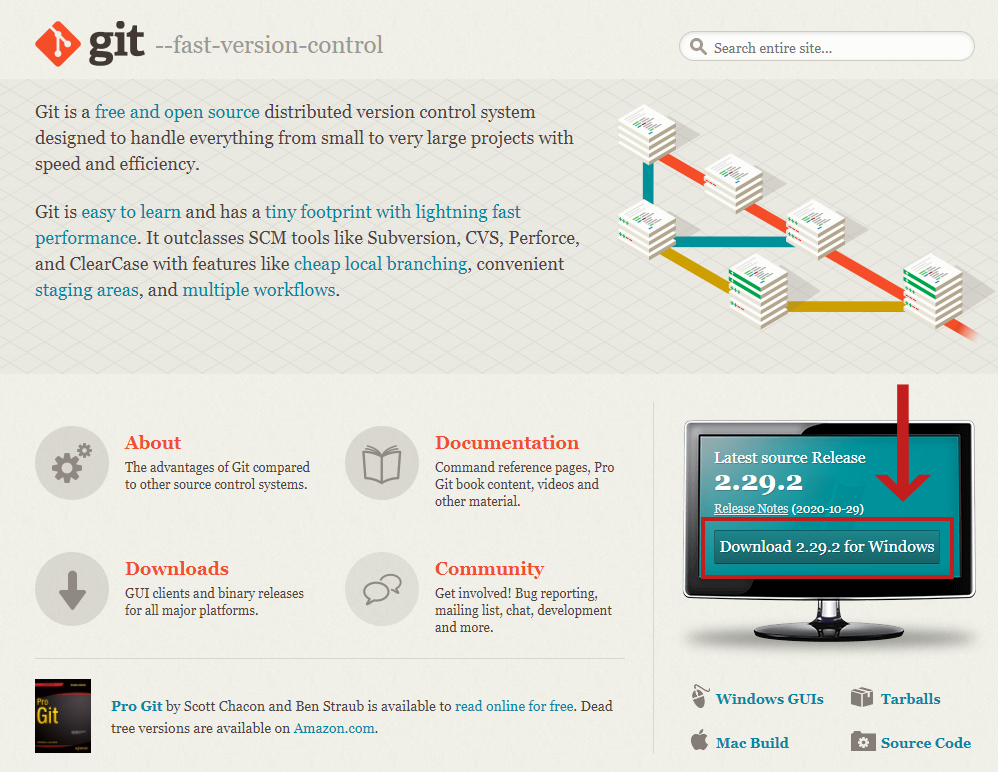 git --fast-version-control
Search entire site...
Git is a free and open source distributed version control system
designed to handle everything from small to very large projects with
speed and efficiency.
Git is easy to learn and has a tiny footprint with lightning fast
performance. It outclasses SCM tools like Subversion, CVS, Perforce,
and ClearCase with features like cheap local branching, convenient
staging areas, and multiple workflows.
About
The advantages of Git compared
to other source control systems.
Documentation
Command reference pages, Pro
Git book content, videos and
other material.
Downloads
GUI clients and binary releases
for all major platforms.
Community
Get involved! Bug reporting,
mailing list, chat, development
and more.
Pro
Git
Pro Git by Scott Chacon and Ben Straub is available to read online for free. Dead
tree versions are available on Amazon.com.
Latest source Release
2.29.2
Release Notes (2020-10-29)
Download 2.29.2 for Windows
Windows GUIs
Tarballs
Mac Build
Source Code